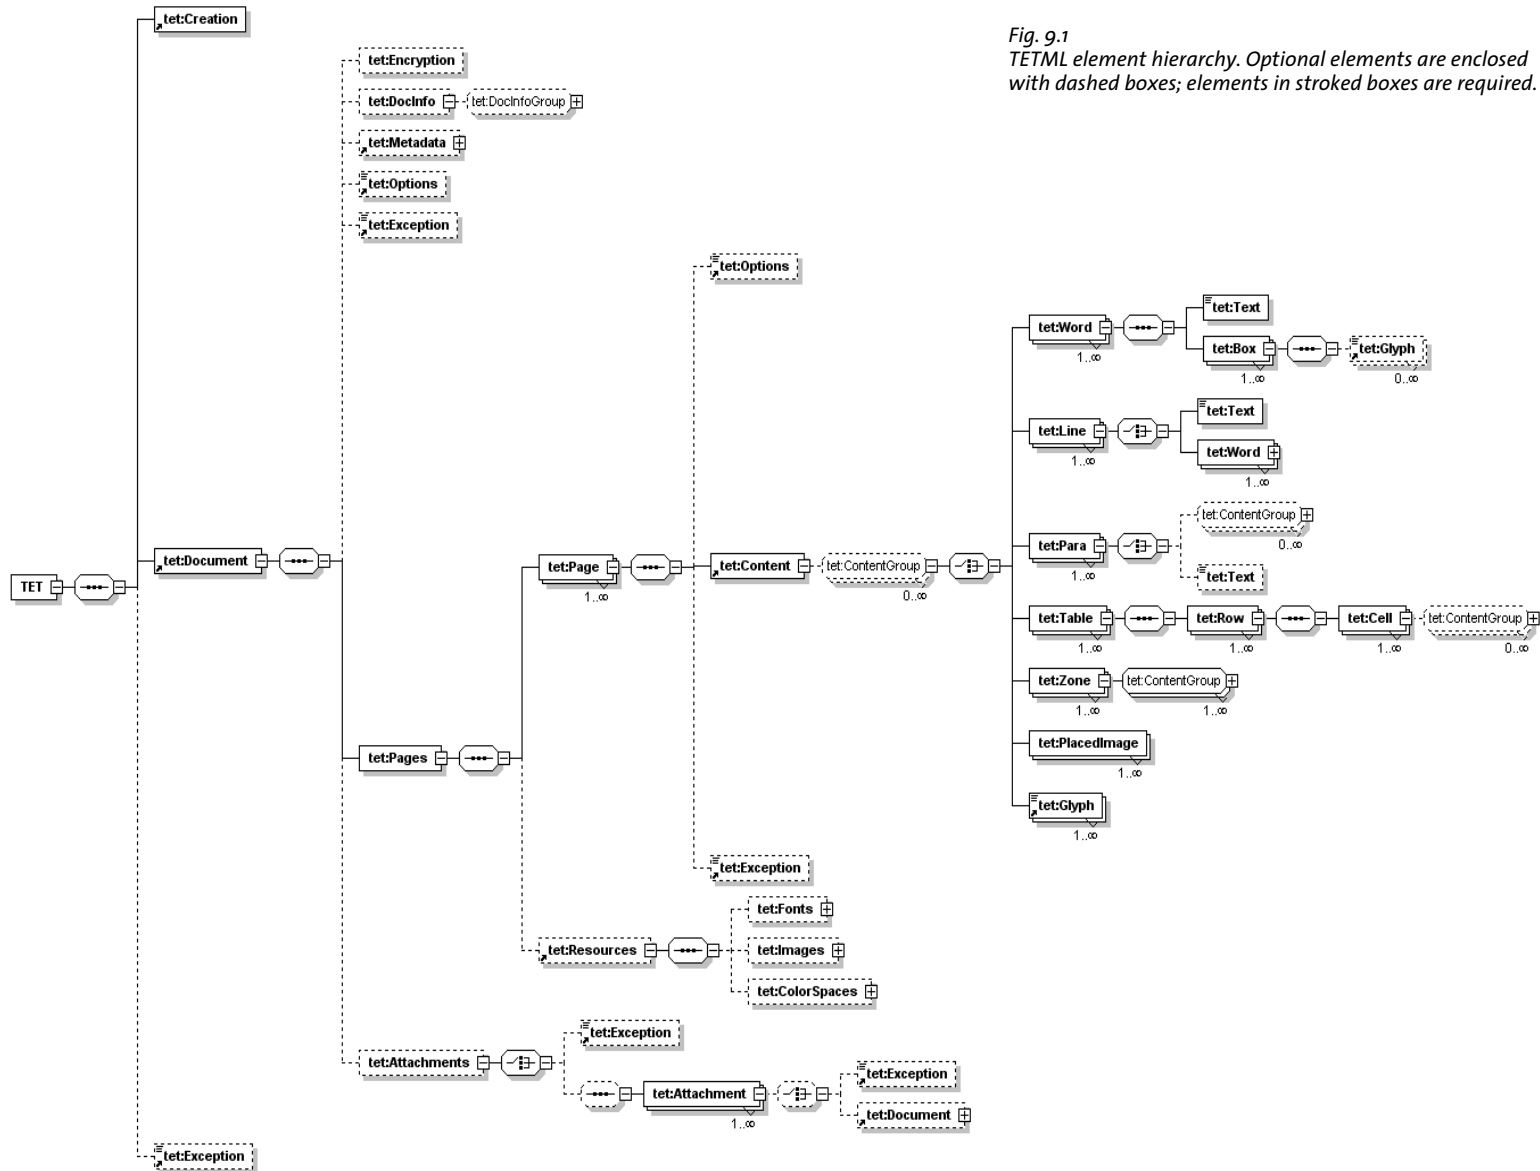 tet:Creation
Fig. 9.1
TETML element hierarchy. Optional elements are enclosed
with dashed boxes; elements in stroked boxes are required.
tet:Encryption
tet:DocInfo
tet:DocInfoGroup
tet:Metadata
tet:Options
tet:Exception
tet:Options
tet:Word
1..∞
tet:Text
tet:Box
1..∞
tet:Glyph
0..∞
tet:Line
1..∞
tet:Text
tet:Word
1..∞
tet:Para
1..∞
tet:ContentGroup
0..∞
tet:Text
TET
tet:Document
tet:Page
1..∞
tet:Content
tet:ContentGroup
0..∞
tet:Table
1..∞
tet:Row
1..∞
tet:Cell
1..∞
tet:ContentGroup
0..∞
tet:Zone
1..∞
tet:ContentGroup
1..∞
tet:Pages
tet:PlacedImage
1..∞
tet:Glyph
1..∞
tet:Exception
tet:Resources
tet:Fonts
tet:Images
tet:ColorSpaces
tet:Attachments
tet:Exception
tet:Attachment
1..∞
tet:Exception
tet:Document
tet:Exception